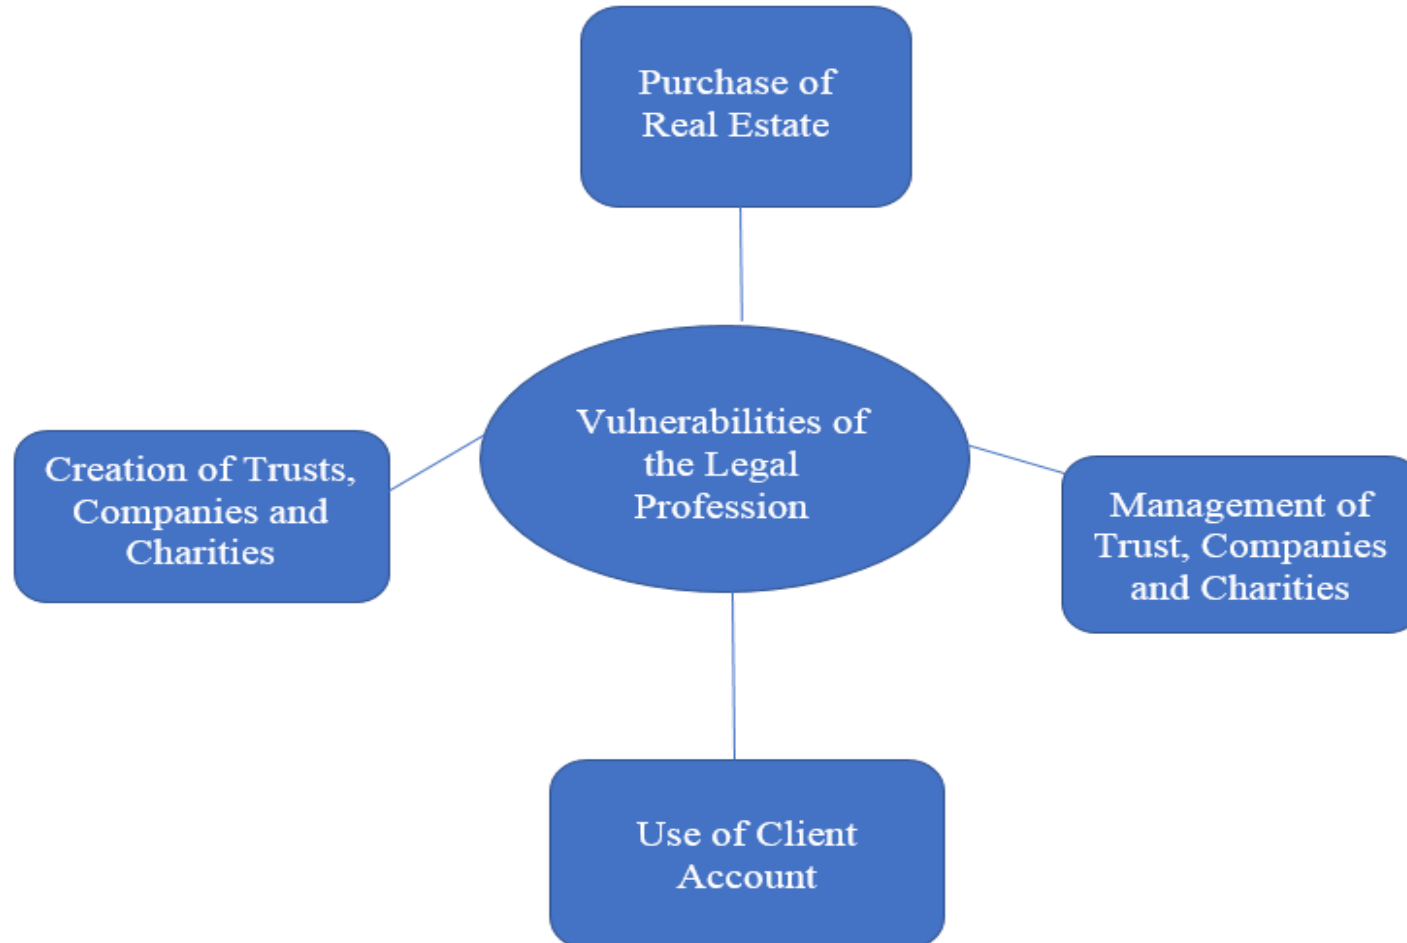 Purchase of
Real Estate
Vulnerabilities of
the Legal
Profession
Creation of Trusts,
Companies and
Charities
Management of
Trust, Companies
and Charities
Use of Client
Account